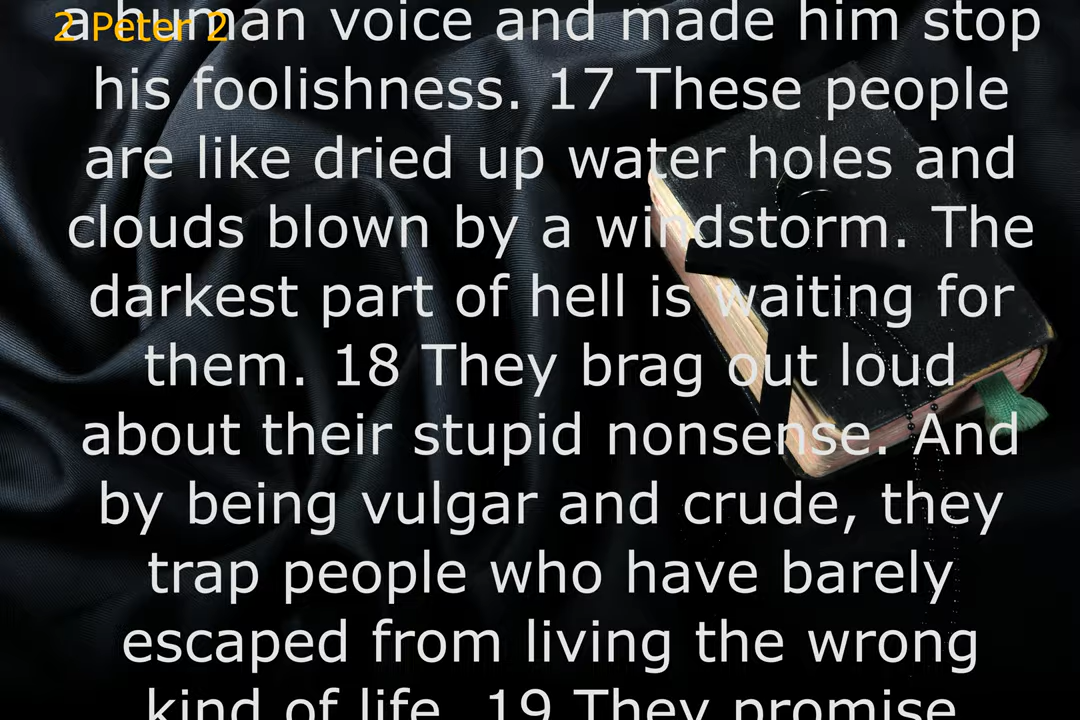 2 Peter 2
a human voice and made him stop
his foolishness. 17 These people
are like dried up water holes and
clouds blown by a windstorm. The
darkest part of hell is waiting for
them. 18 They brag out loud
about their stupid nonsense. And
by being vulgar and crude, they
trap people who have barely
escaped from living the wrong
kind of life. 19 They promise